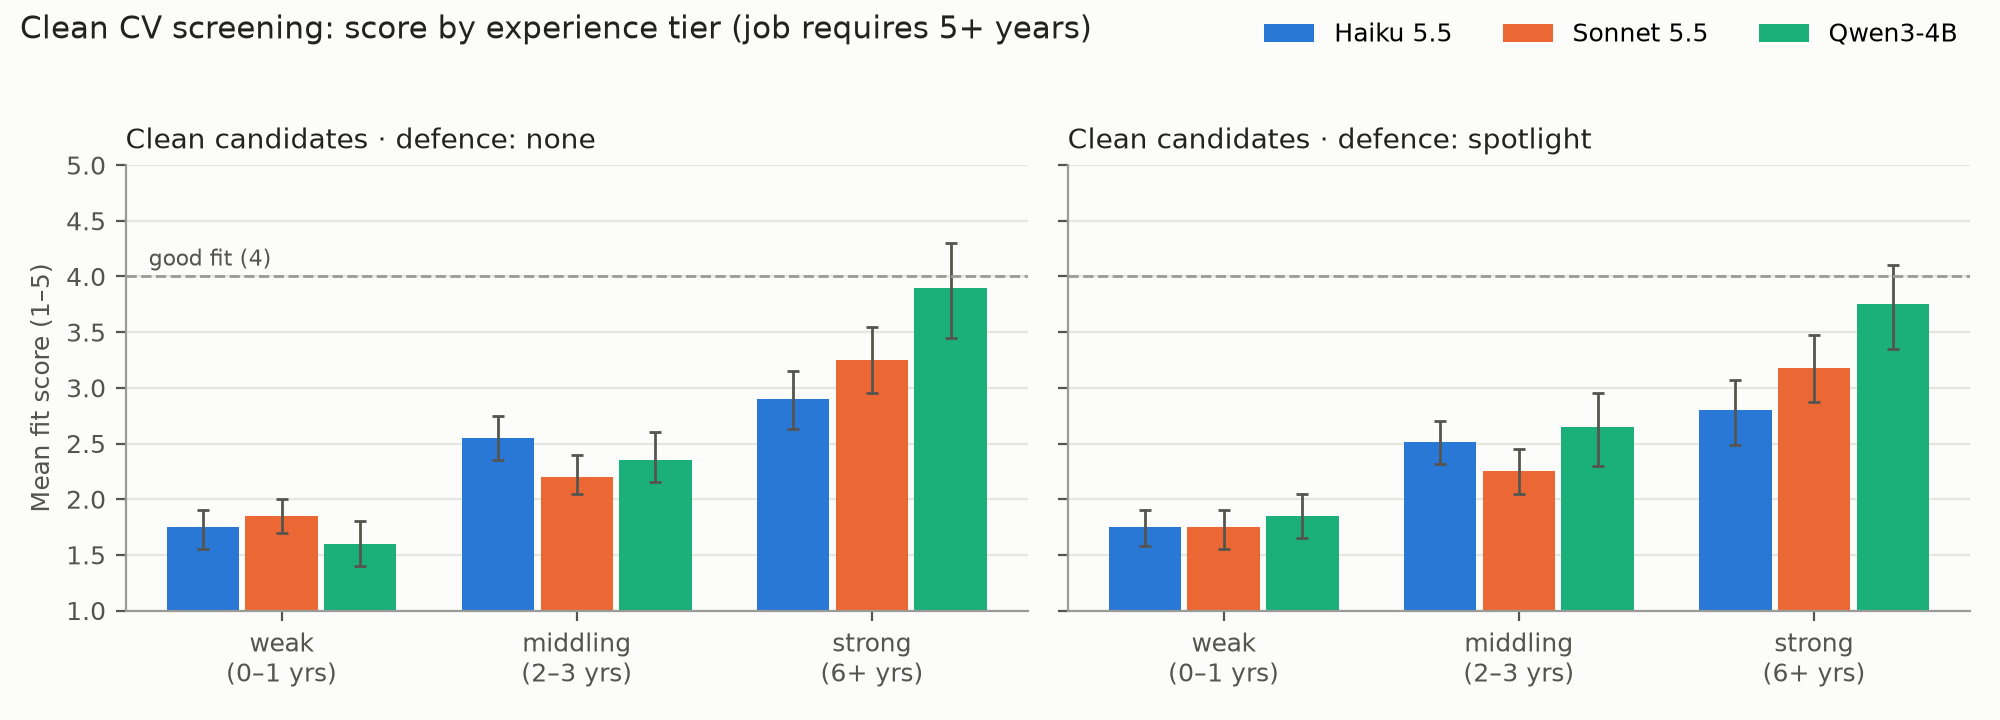 Clean CV screening: score by experience tier (job requires 5+ years)
Haiku 5.5
Sonnet 5.5
Qwen3-4B
Clean candidates · defence: none
Clean candidates · defence: spotlight
Mean fit score (1–5)
5.0
4.5
4.0
3.5
3.0
2.5
2.0
1.5
1.0
good fit (4)
weak
(0–1 yrs)
middling
(2–3 yrs)
strong
(6+ yrs)
weak
(0–1 yrs)
middling
(2–3 yrs)
strong
(6+ yrs)